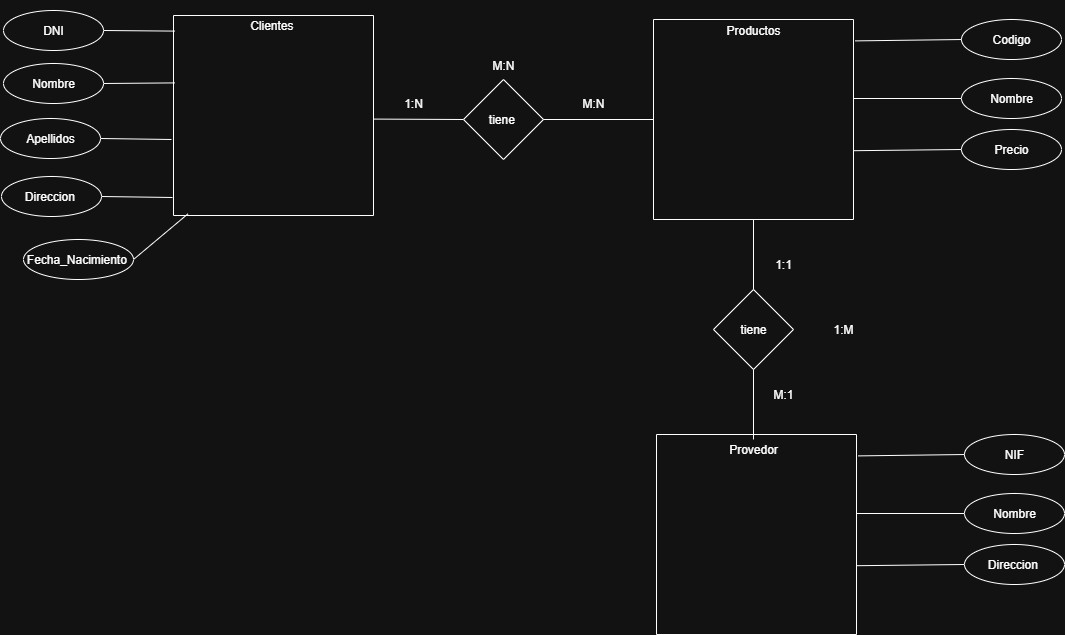 Clientes
DNI
Nombre
Apellidos
Direccion
Fecha_Nacimiento
1:N
M:N
tiene
M:N
Productos
Codigo
Nombre
Precio
1:1
tiene
1:M
M:1
Provedor
NIF
Nombre
Direccion